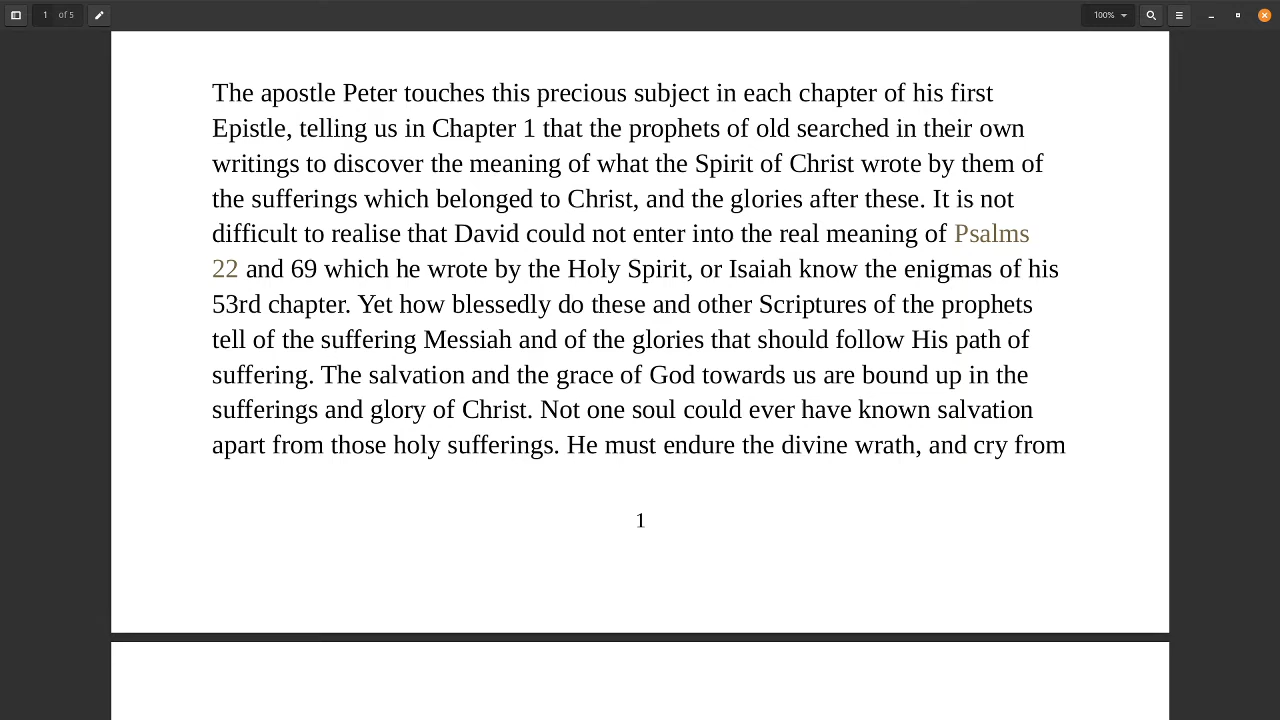 1 of 5
100%
The apostle Peter touches this precious subject in each chapter of his first
Epistle, telling us in Chapter 1 that the prophets of old searched in their own
writings to discover the meaning of what the Spirit of Christ wrote by them of
the sufferings which belonged to Christ, and the glories after these. It is not
difficult to realise that David could not enter into the real meaning of Psalms
22 and 69 which he wrote by the Holy Spirit, or Isaiah know the enigmas of his
53rd chapter. Yet how blessedly do these and other Scriptures of the prophets
tell of the suffering Messiah and of the glories that should follow His path of
suffering. The salvation and the grace of God towards us are bound up in the
sufferings and glory of Christ. Not one soul could ever have known salvation
apart from those holy sufferings. He must endure the divine wrath, and cry from
1